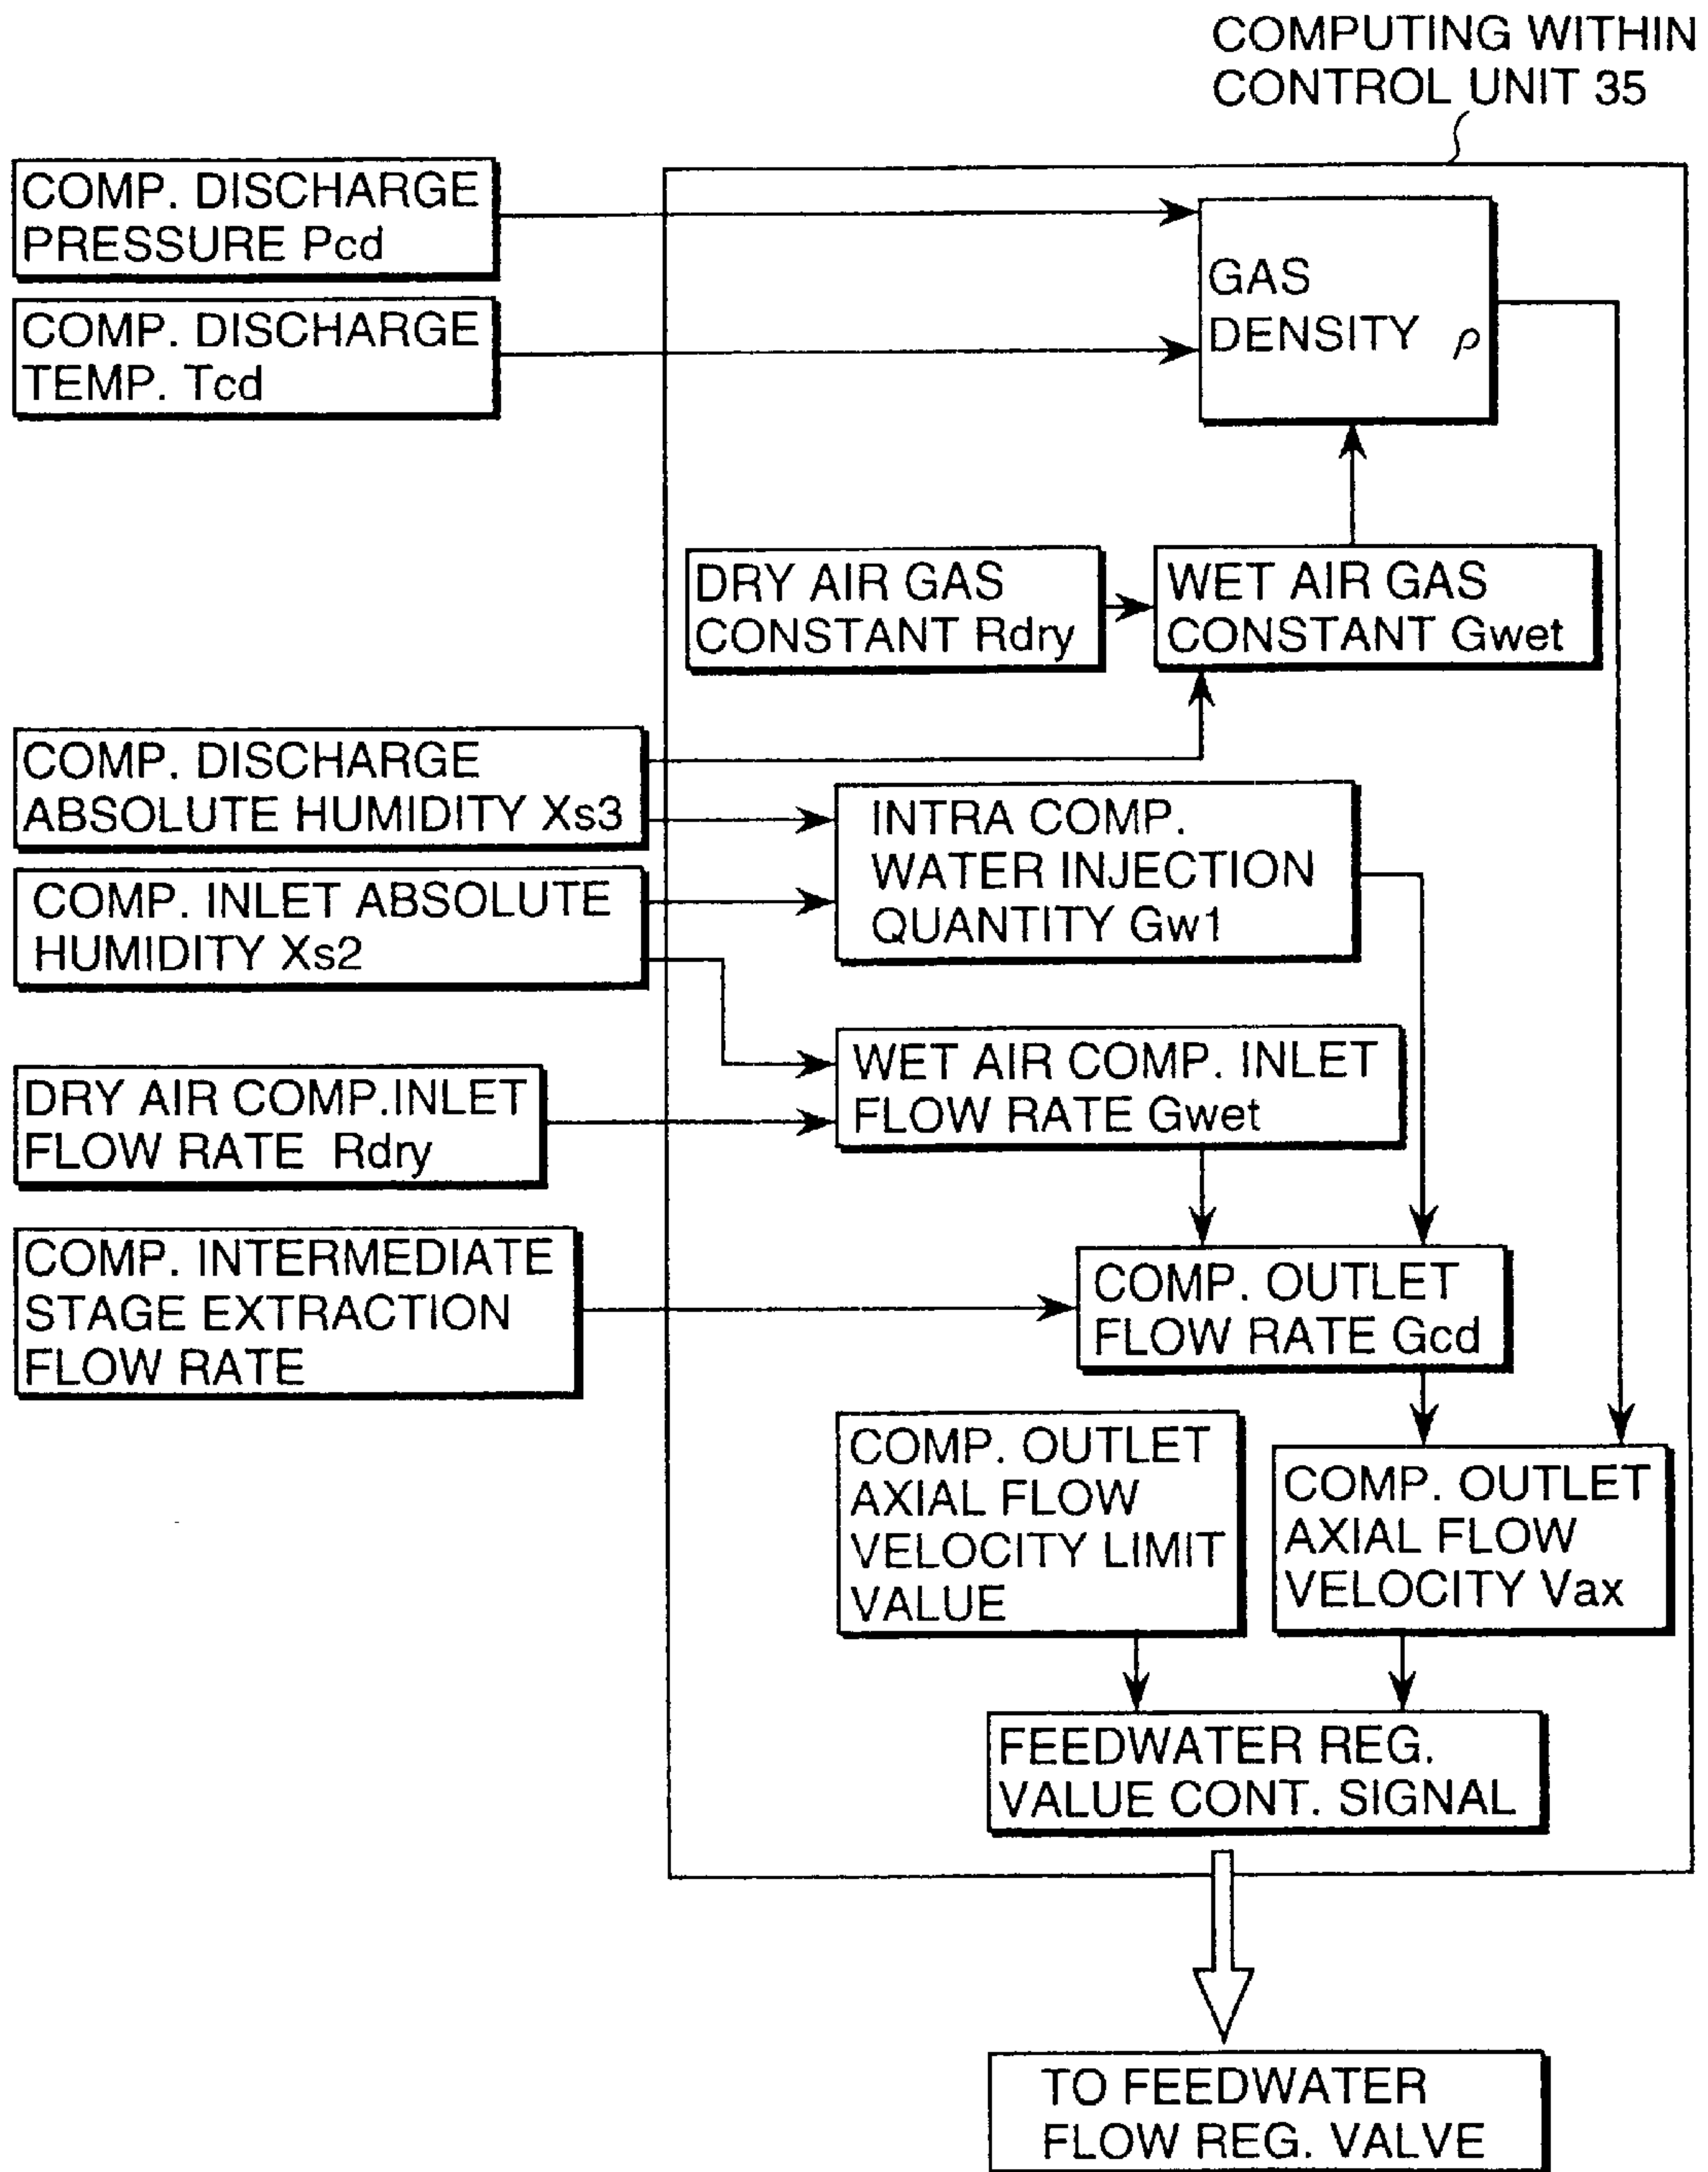 COMPUTING WITHIN
CONTROL UNIT 35
COMP. DISCHARGE
PRESSURE Pcd
COMP. DISCHARGE
TEMP. Tcd
GAS
DENSITY ρ
DRY AIR GAS
CONSTANT Rdry
WET AIR GAS
CONSTANT Gwet
COMP. DISCHARGE
ABSOLUTE HUMIDITY Xs3
COMP. INLET ABSOLUTE
HUMIDITY Xs2
INTRA COMP.
WATER INJECTION
QUANTITY Gw1
WET AIR COMP. INLET
FLOW RATE Gwet
DRY AIR COMP.INLET
FLOW RATE Rdry
COMP. INTERMEDIATE
STAGE EXTRACTION
FLOW RATE
COMP. OUTLET
FLOW RATE Gcd
COMP. OUTLET
AXIAL FLOW
VELOCITY LIMIT
VALUE
COMP. OUTLET
AXIAL FLOW
VELOCITY Vax
FEEDWATER REG.
VALUE CONT. SIGNAL
TO FEEDWATER
FLOW REG. VALVE